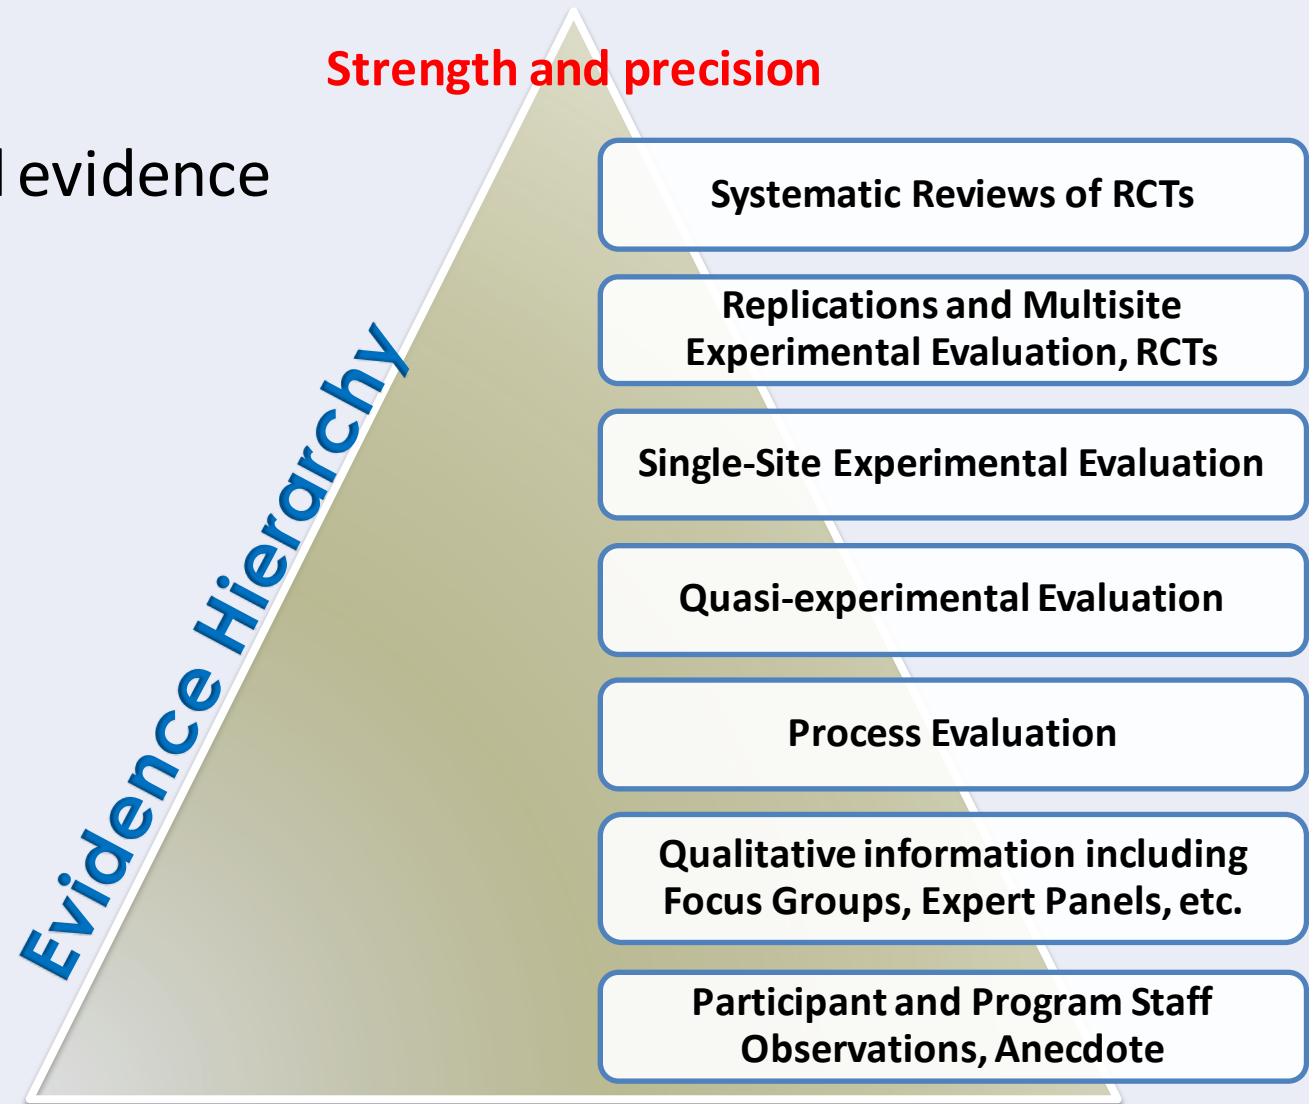 Strength and precision
evidence
Systematic Reviews of RCTs
Replications and Multisite
Experimental Evaluation, RCTs
Single-Site Experimental Evaluation
Evidence Hierarchy
Quasi-experimental Evaluation
Process Evaluation
Qualitative information including
Focus Groups, Expert Panels, etc.
Participant and Program Staff
Observations, Anecdote